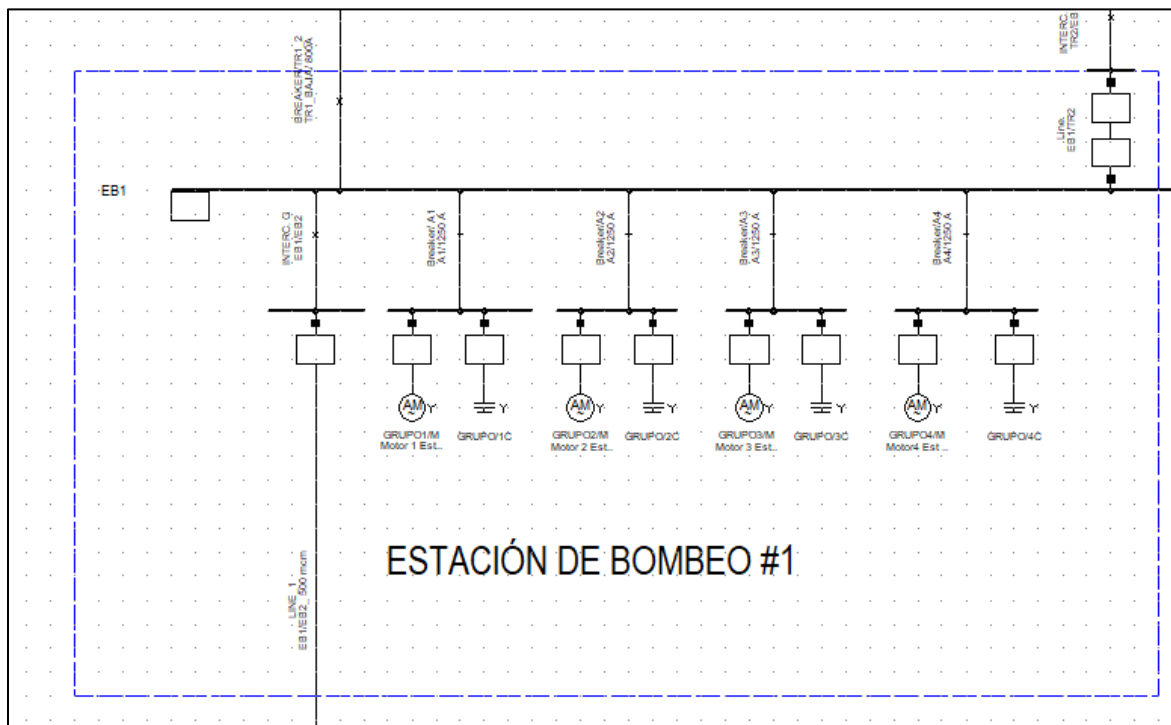 BREAKER/TR1_2
TR1_BAJA/ 800A
INTERC.
TR2/EB
Line.
EB1/TR2
EB1
INTERC. G
EB1/EB2
Breaker/ A1
A1/1250 A
Breaker/A2
A2/1250 A
Breaker/A3
A3/1250 A
Breaker/A4
A4/1250 A
AM
~
Y
Y
AM
~
Y
Y
AM
~
Y
Y
AM
~
Y
Y
GRUPO1/M
Motor 1 Est...
GRUPO/1C
GRUPO2/M
Motor 2 Est...
GRUPO/2C
GRUPO3/M
Motor 3 Est...
GRUPO/3C
GRUPO4/M
Motor4 Est ...
GRUPO/4C
ESTACIÓN DE BOMBEO #1
LINE_1
EB1/EB2_ 500 mcm